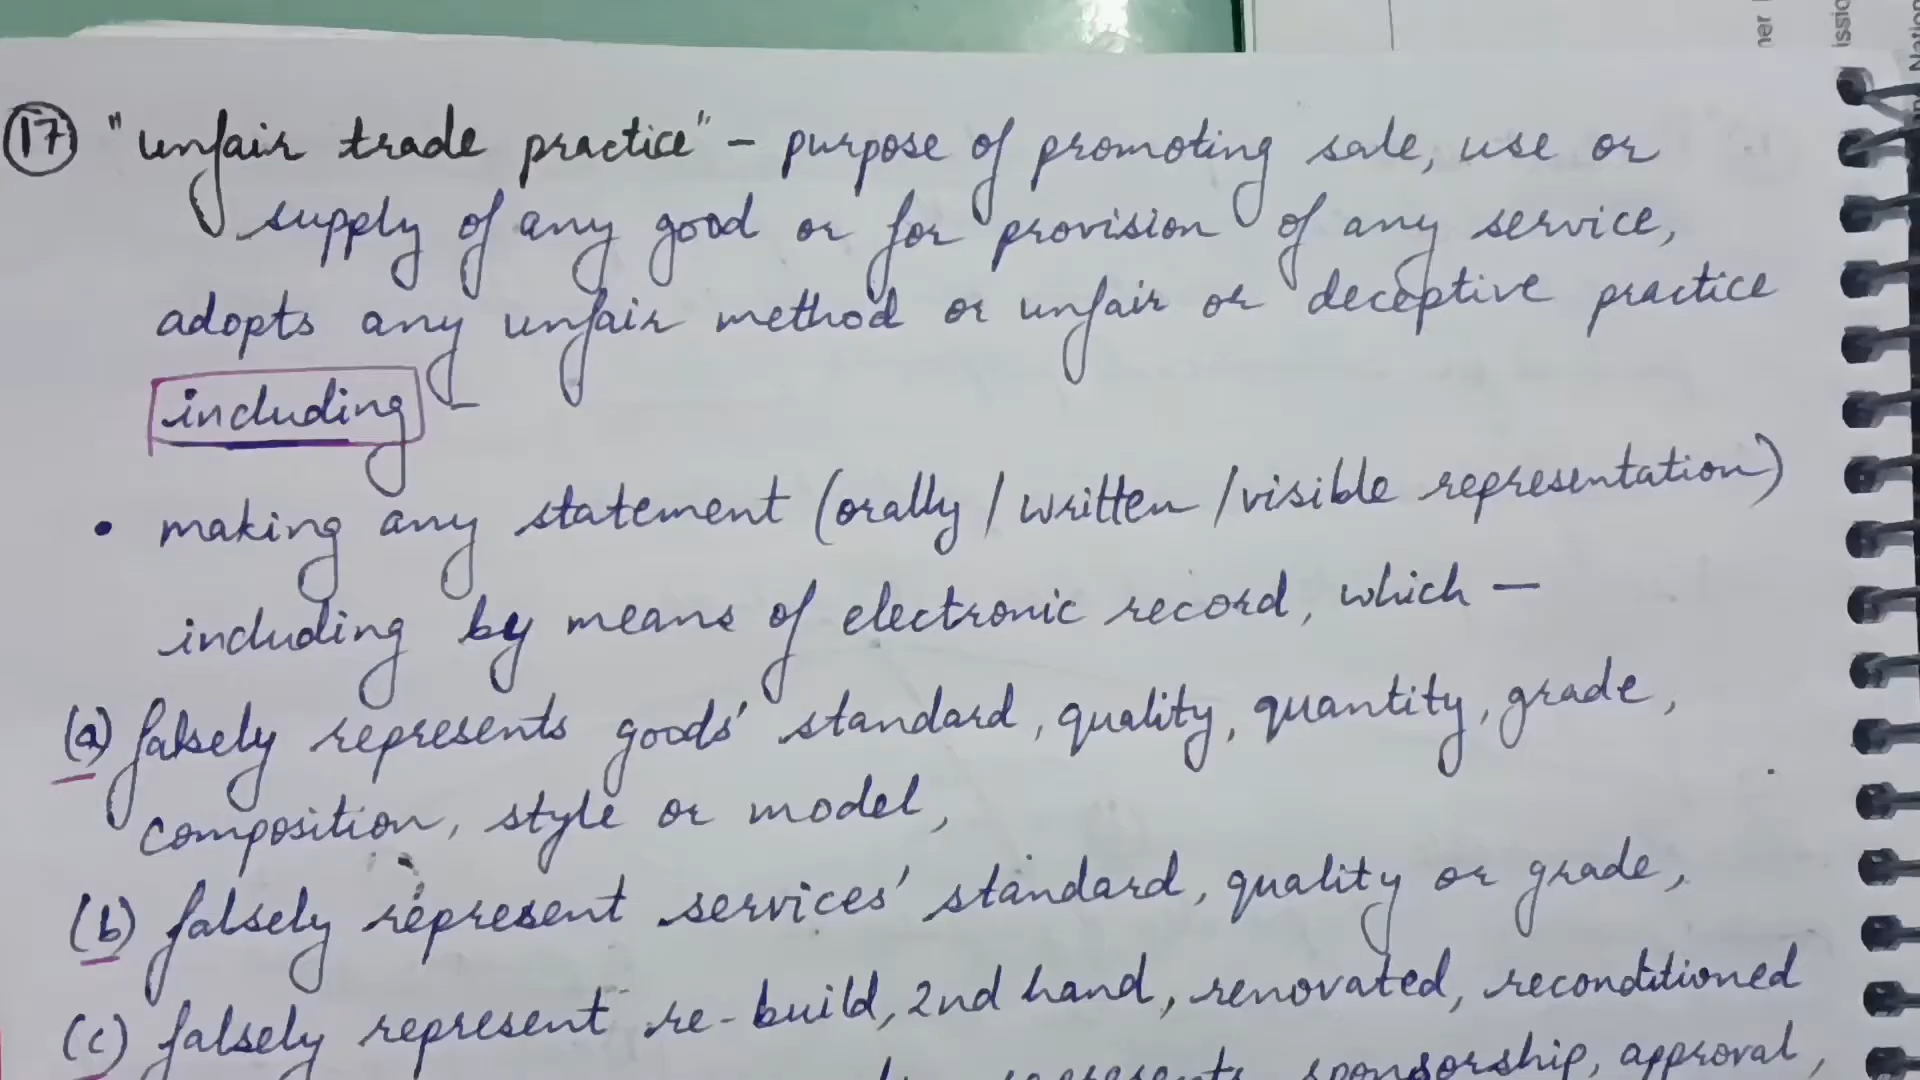 17 "unfair trade practice" - purpose of promoting sale, use or
supply of any good or for provision of any service,
adopts any unfair method or unfair or deceptive practice
including -
• making any statement (orally / written / visible representation)
including by means of electronic record, which -
(a) falsely represents goods' standard, quality, quantity, grade,
composition, style or model,
(b) falsely represent services' standard, quality or grade,
(c) falsely represent re-build, 2nd hand, renovated, reconditioned
represents sponsorship, approval,